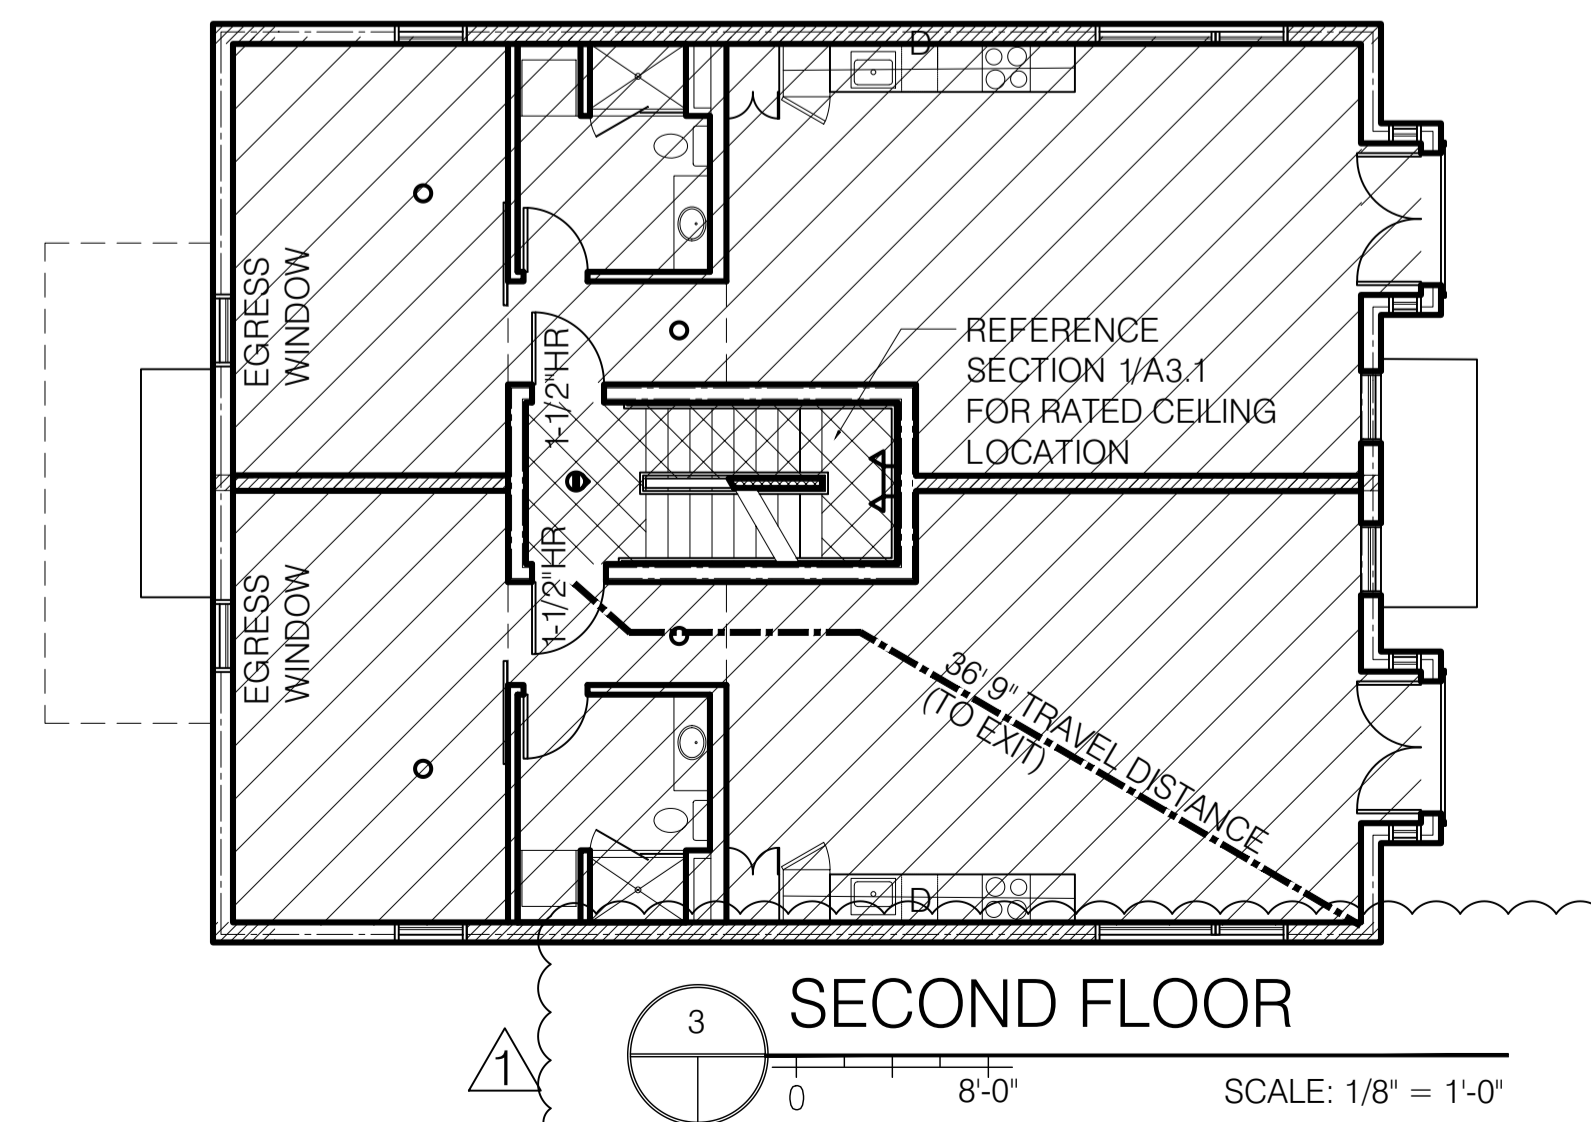 D
EGRESS
WINDOW
1-1/2"HR
REFERENCE
SECTION 1/A3.1
FOR RATED CEILING
LOCATION
EGRESS
WINDOW
1-1/2"HR
36' 9" TRAVEL DISTANCE
(TO EXIT)
D
SECOND FLOOR
3
1
0
8'-0"
SCALE: 1/8" = 1'-0"